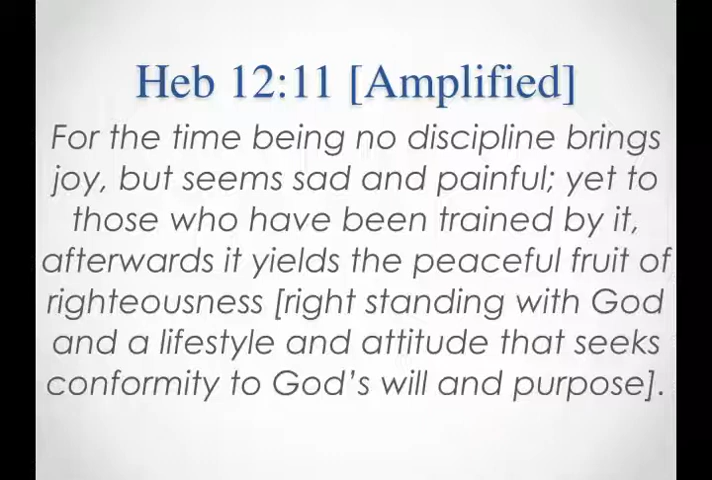 Heb 12:11 [Amplified]
For the time being no discipline brings
joy, but seems sad and painful; yet to
those who have been trained by it,
afterwards it yields the peaceful fruit of
righteousness [right standing with God
and a lifestyle and attitude that seeks
conformity to God’s will and purpose].